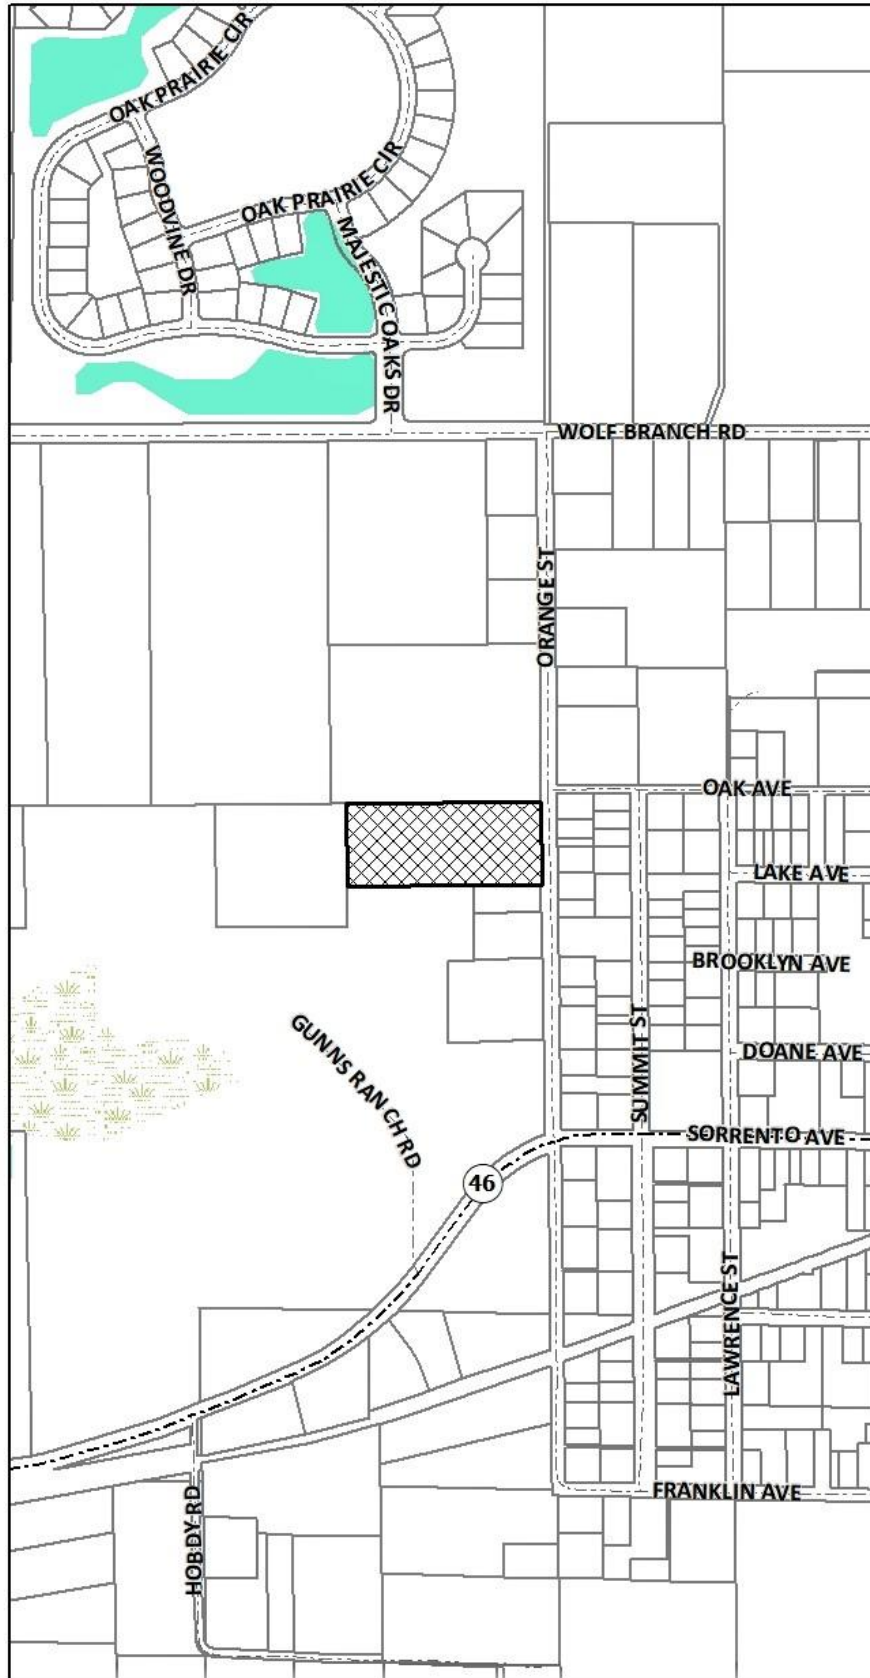 OAK PRAIRIE CIR
WOODVINE DR
OAK PRAIRIE CIR
MAJESTIC OAKS DR
WOLF BRANCH RD
ORANGE ST
OAK AVE
LAKE AVE
BROOKLYN AVE
GUNNS RANCH RD
SUMMIT ST
DOANE AVE
SORRENTO AVE
46
LAWRENCE ST
FRANKLIN AVE
HOBDY RD